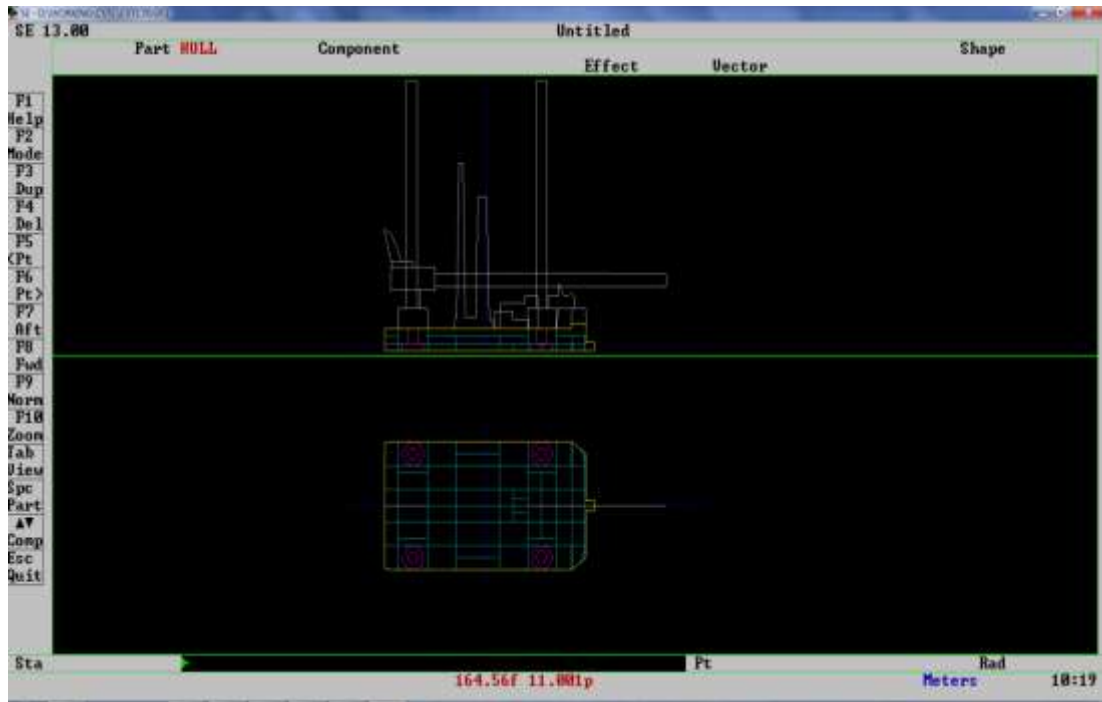 SE 13.00
Untitled
Part NULL Component Shape
Effect Vector
F1
Help
F2
Mode
F3
Dup
F4
Del
F5
<Pt
F6
Pt>
F7
Aft
F8
Fwd
F9
Norm
F10
Zoom
Tab
View
Spc
Part
▲▼
Comp
Esc
Quit
Sta Pt Rad
164.56f 11.001p Meters 10:19